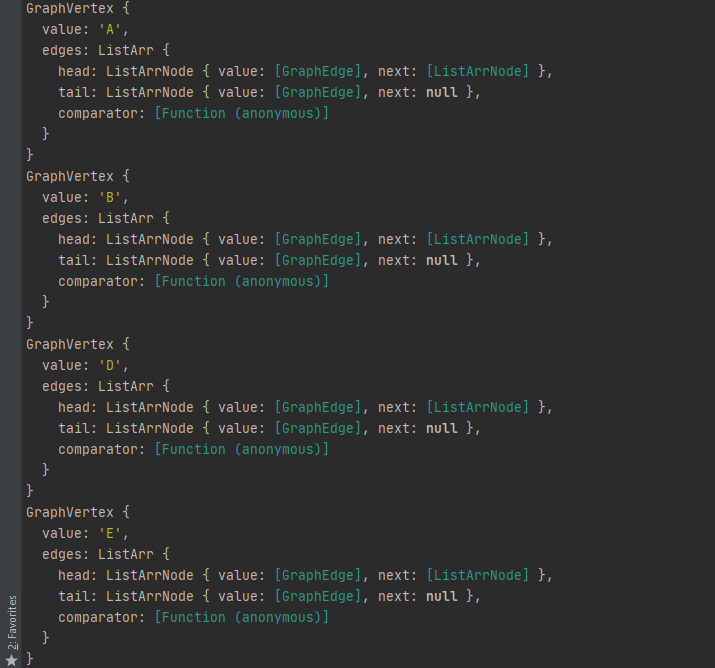 GraphVertex {
  value: 'A',
  edges: ListArr {
    head: ListArrNode { value: [GraphEdge], next: [ListArrNode] },
    tail: ListArrNode { value: [GraphEdge], next: null },
    comparator: [Function (anonymous)]
  }
}
GraphVertex {
  value: 'B',
  edges: ListArr {
    head: ListArrNode { value: [GraphEdge], next: [ListArrNode] },
    tail: ListArrNode { value: [GraphEdge], next: null },
    comparator: [Function (anonymous)]
  }
}
GraphVertex {
  value: 'D',
  edges: ListArr {
    head: ListArrNode { value: [GraphEdge], next: [ListArrNode] },
    tail: ListArrNode { value: [GraphEdge], next: null },
    comparator: [Function (anonymous)]
  }
}
GraphVertex {
  value: 'E',
  edges: ListArr {
    head: ListArrNode { value: [GraphEdge], next: [ListArrNode] },
    tail: ListArrNode { value: [GraphEdge], next: null },
    comparator: [Function (anonymous)]
  }
}
2: Favorites